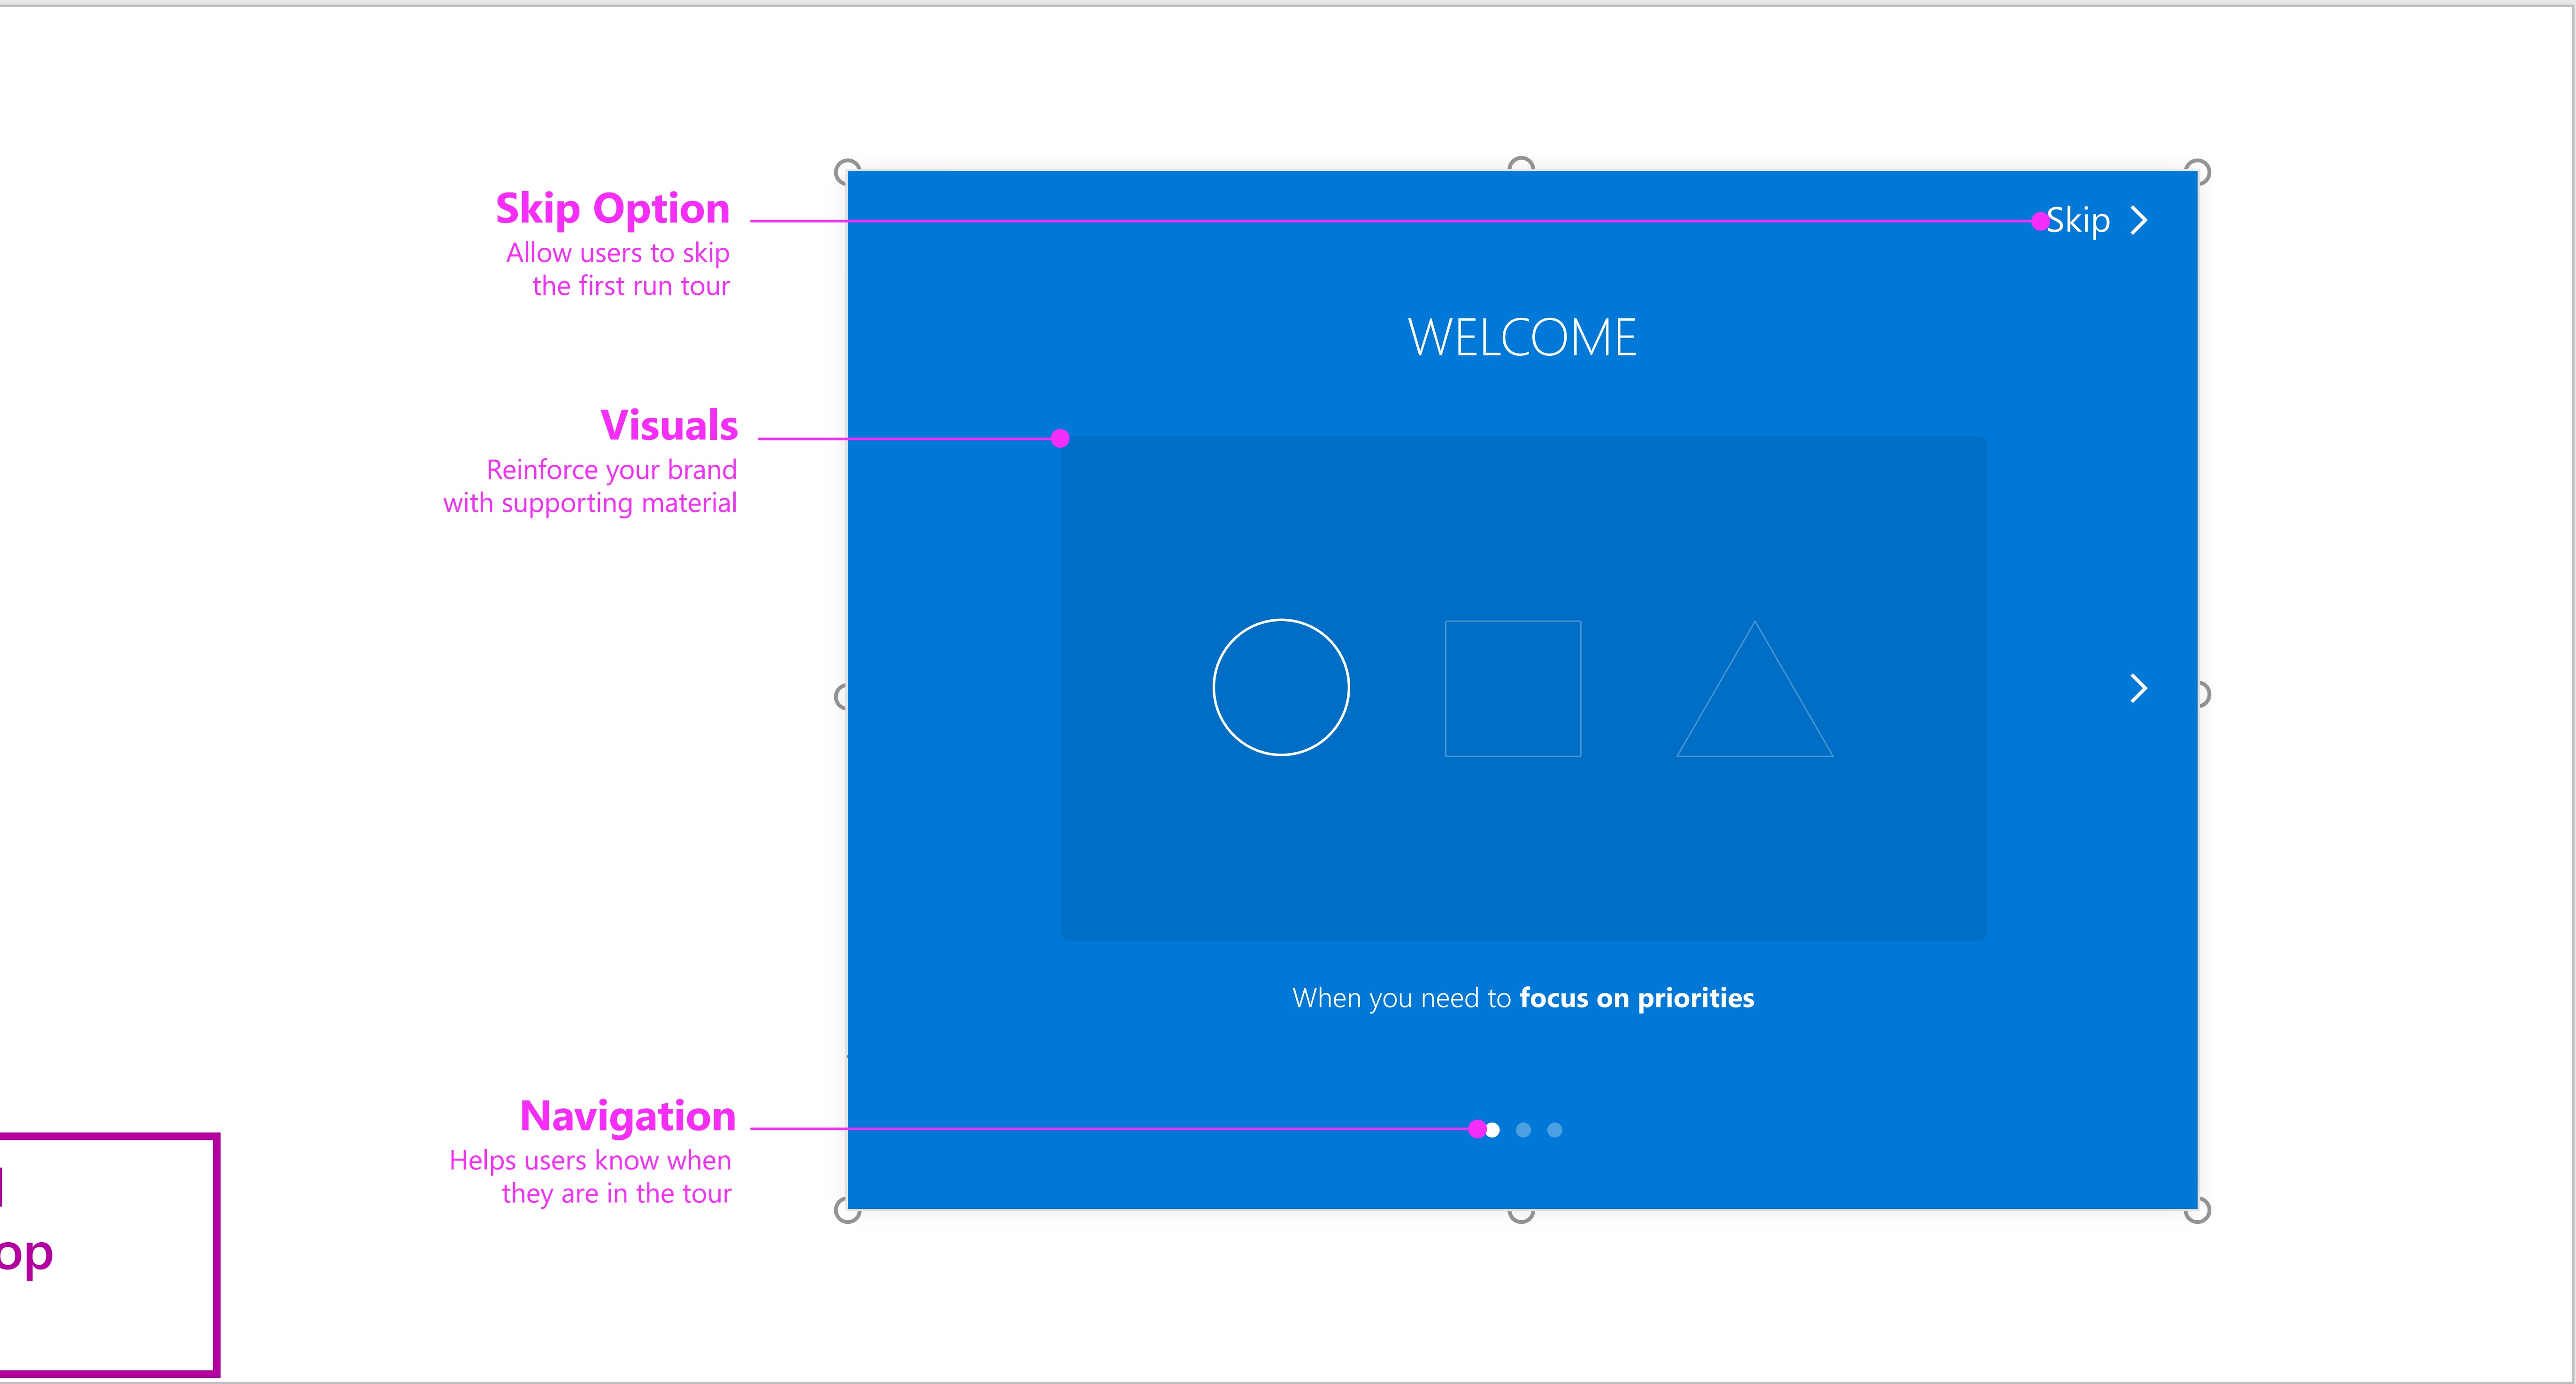 Skip Option
Allow users to skip
the first run tour
Skip
WELCOME
Visuals
Reinforce your brand
with supporting material
When you need to focus on priorities
Navigation
Helps users know when
they are in the tour
op